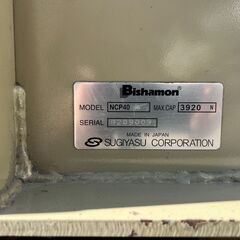 Bishamon
MODEL NCP40 MAX.CAP 3920 N
SERIAL
MADE IN JAPAN
SUGIYASU CORPORATION